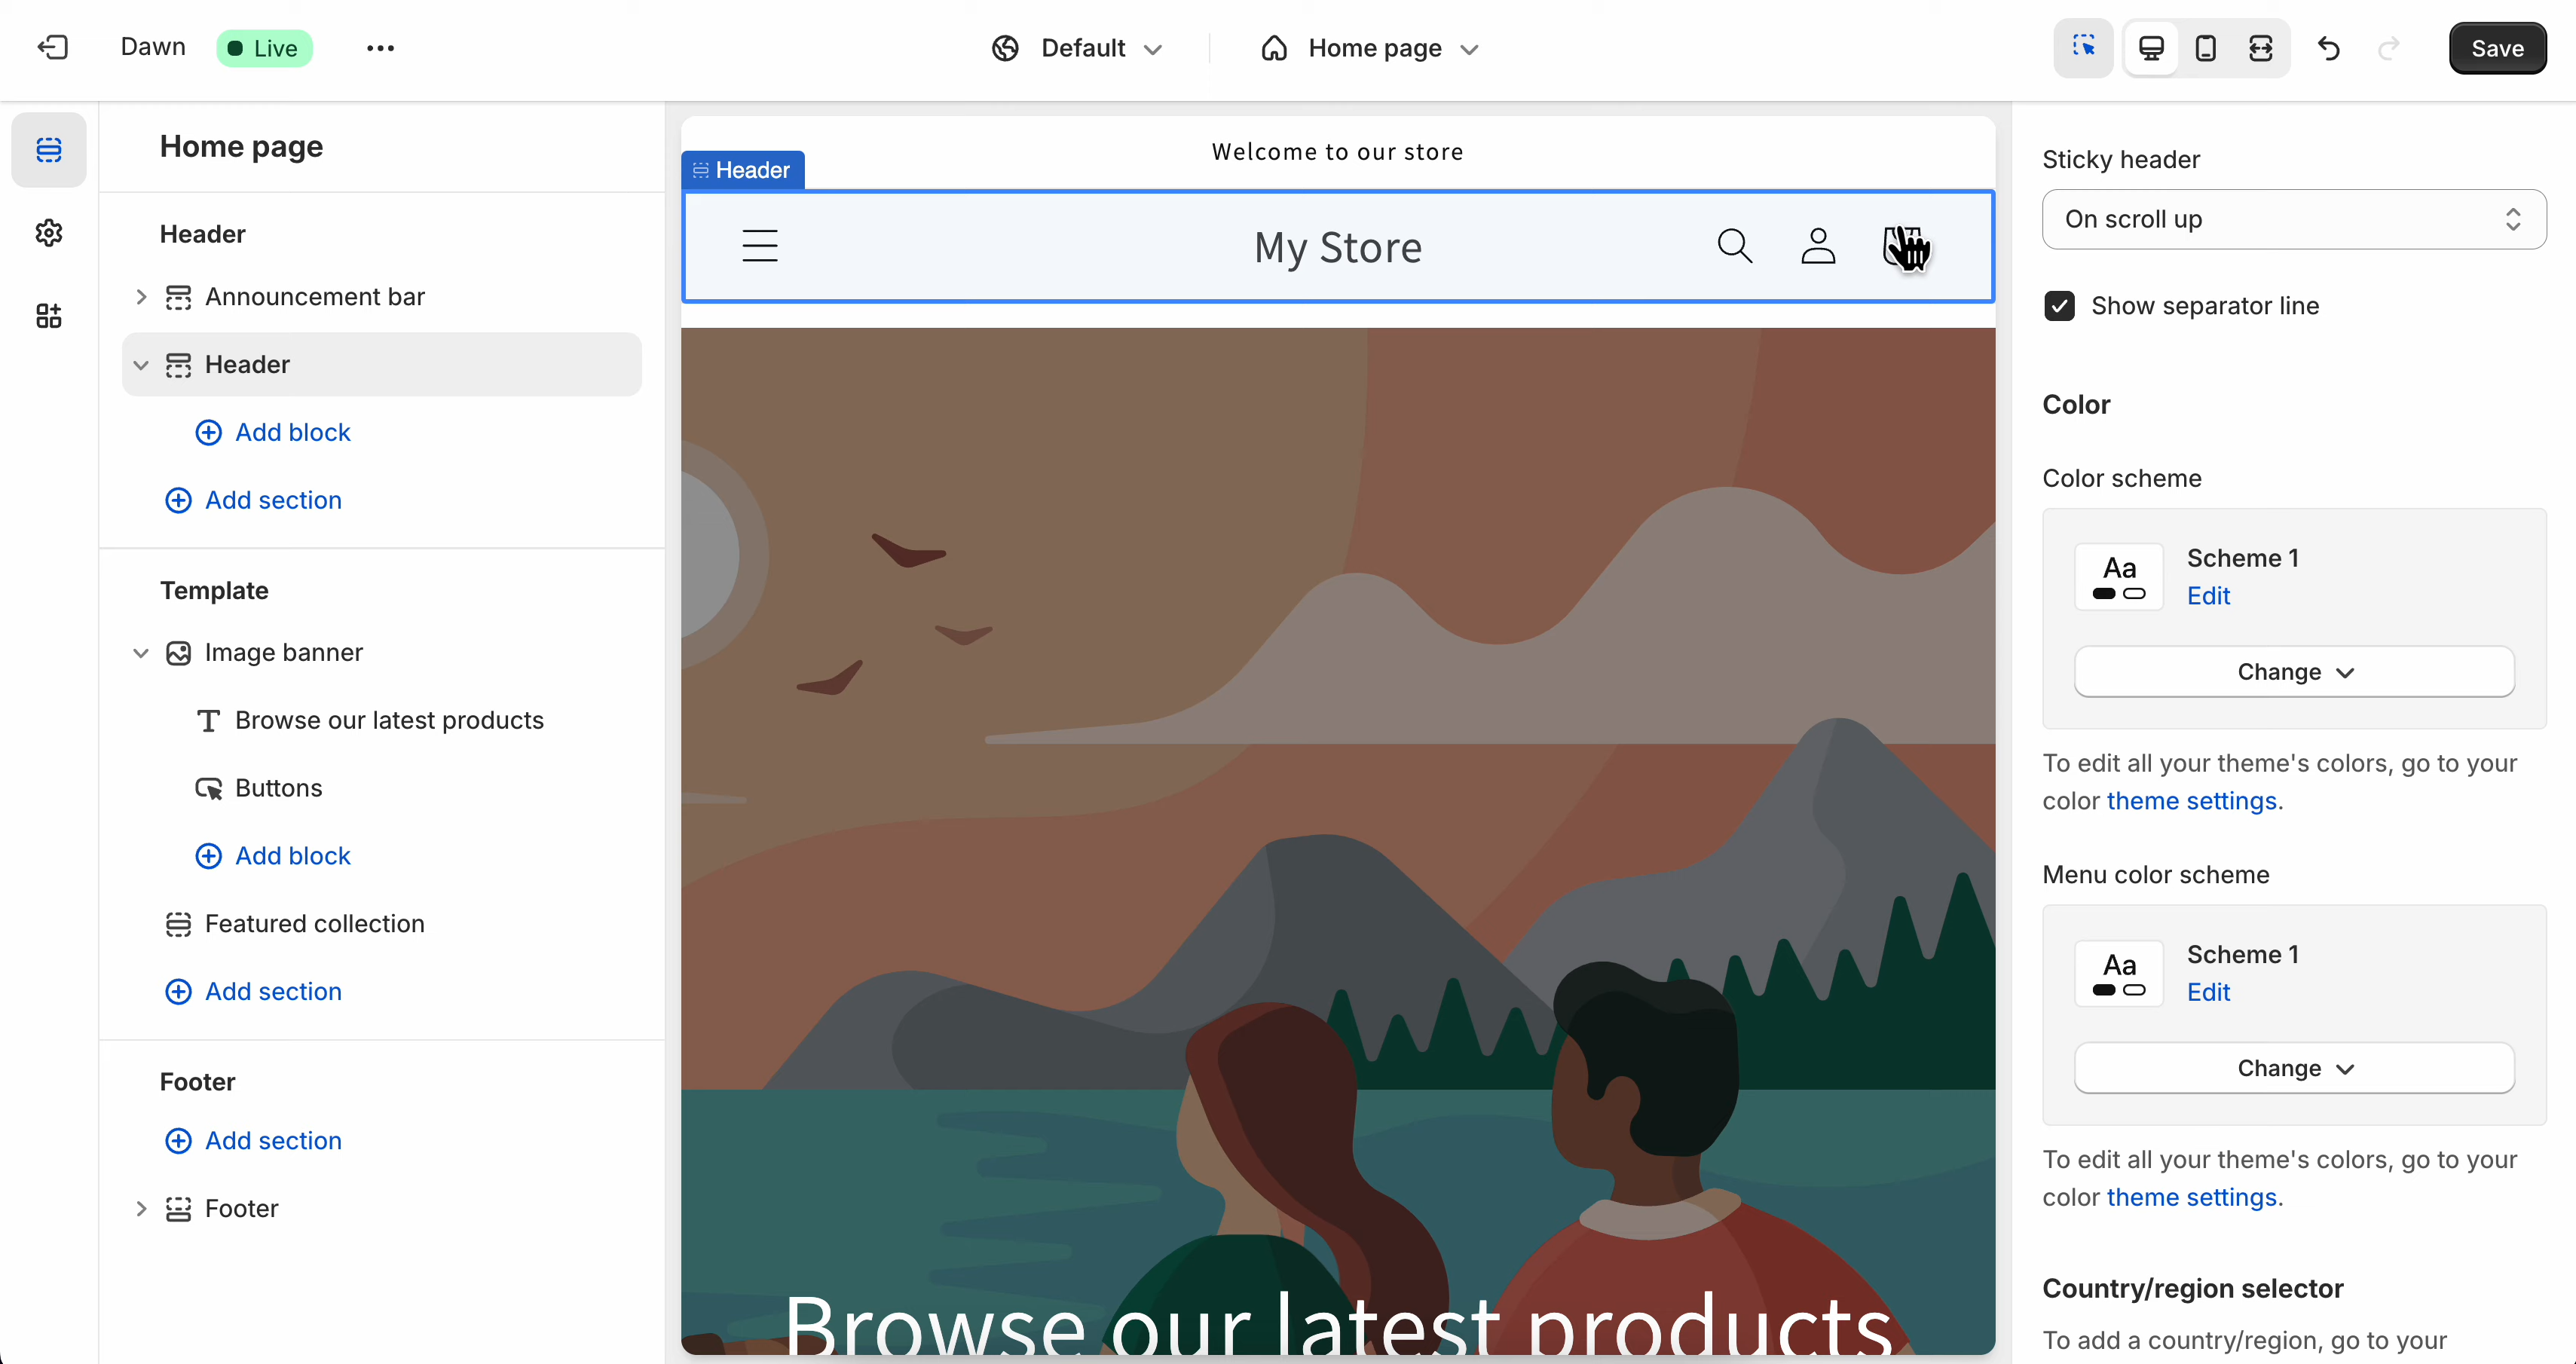 Dawn
Live
Default
Home page
Save
Home page
Header
Announcement bar
Header
Add block
Add section
Template
Image banner
Browse our latest products
Buttons
Add block
Featured collection
Add section
Footer
Add section
Footer
Welcome to our store
Header
My Store
Browse our latest products
Sticky header
On scroll up
Show separator line
Color
Color scheme
Aa
Scheme 1
Edit
Change
To edit all your theme's colors, go to your
color theme settings.
Menu color scheme
Aa
Scheme 1
Edit
Change
To edit all your theme's colors, go to your
color theme settings.
Country/region selector
To add a country/region, go to your